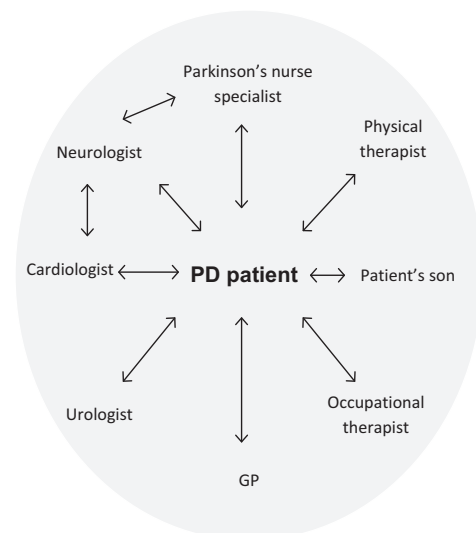 Parkinson’s nurse
specialist
Physical
therapist
Neurologist
Cardiologist
PD patient
Patient’s son
Urologist
Occupational
therapist
GP